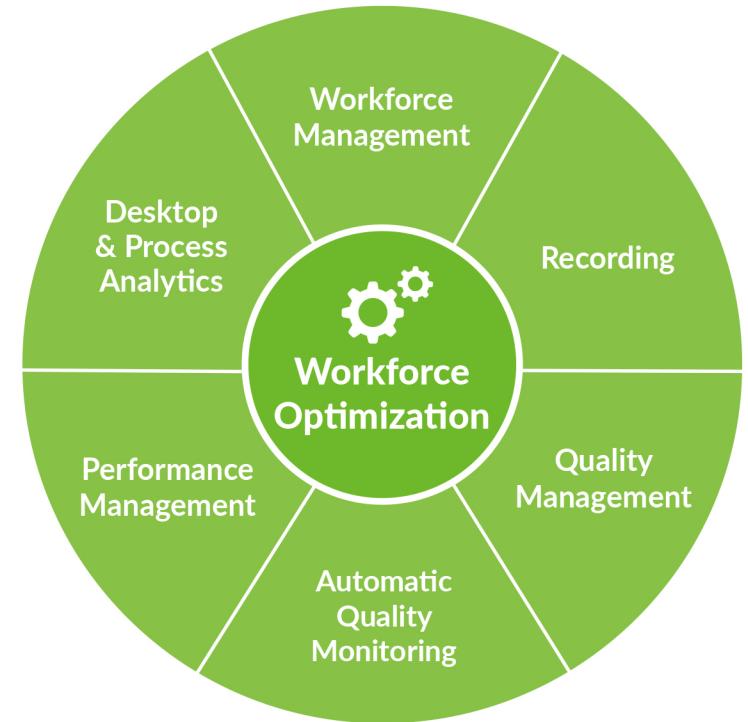 Workforce
Management
Recording
Quality
Management
Automatic
Quality
Monitoring
Performance
Management
Desktop
& Process
Analytics
Workforce
Optimization